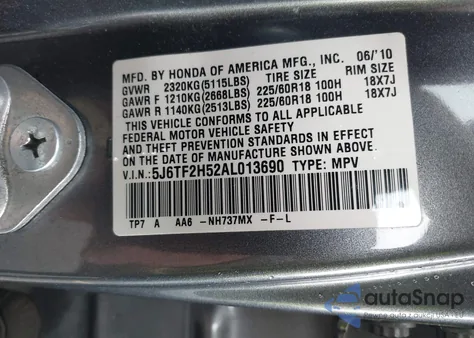 MFD. BY HONDA OF AMERICA MFG., INC. 06/'10
GVWR 2320KG(5115LBS) TIRE SIZE RIM SIZE
GAWR F 1210KG(2668LBS) 225/60R18 100H 18X7J
GAWR R 1140KG(2513LBS) 225/60R18 100H 18X7J
THIS VEHICLE CONFORMS TO ALL APPLICABLE
FEDERAL MOTOR VEHICLE SAFETY
AND THEFT PREVENTION STANDARDS IN EFFECT
ON THE DATE OF MANUFACTURE SHOWN ABOVE.
V.I.N.:5J6TF2H52AL013690 TYPE: MPV
TP7 A AA6 -NH737MX -F-L
autoSnap